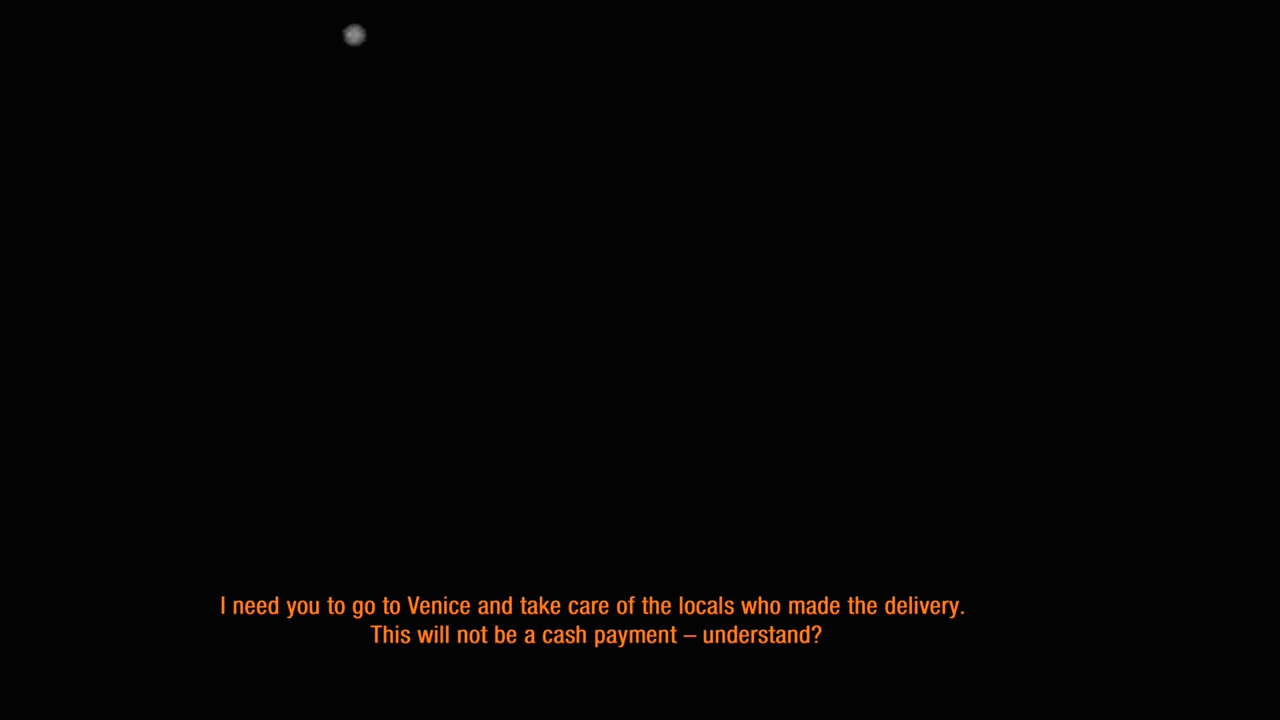 I need you to go to Venice and take care of the locals who made the delivery.
This will not be a cash payment – understand?